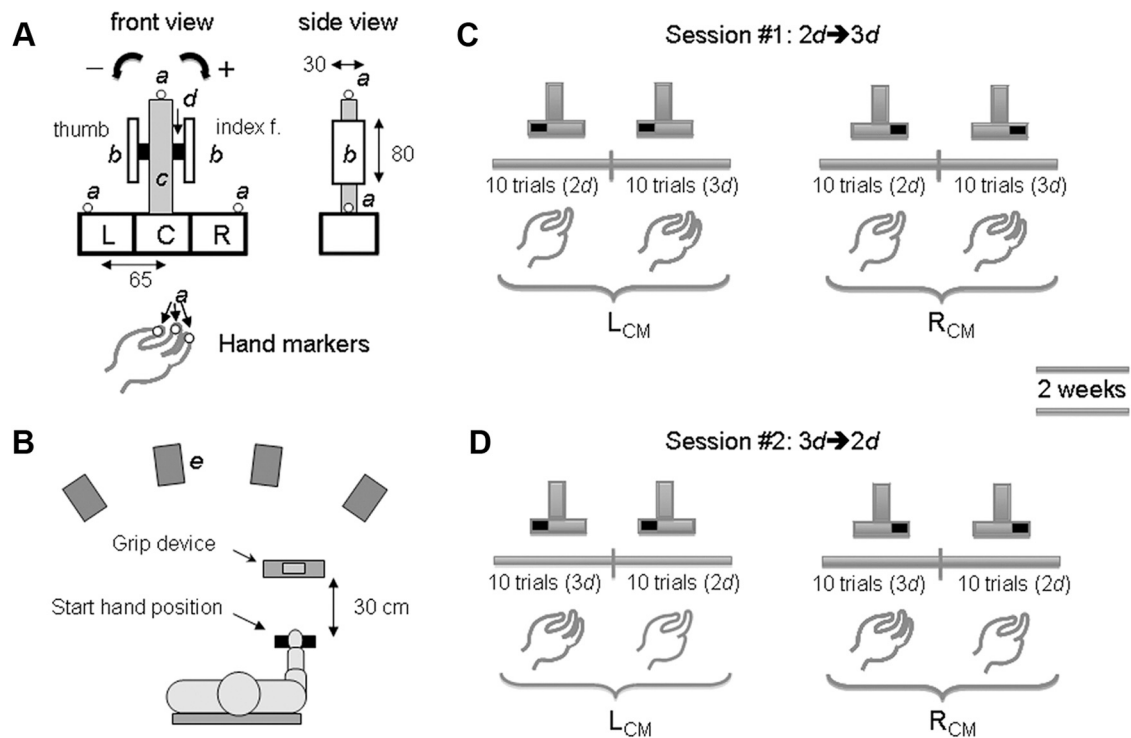 A
front view
side view
30
− +
a
a
d
thumb
index f.
b
b
b
80
c
a
a
a
L C R
65
a
Hand markers
B
e
Grip device
30 cm
Start hand position
C
Session #1: 2d➔3d
10 trials (2d)
10 trials (3d)
10 trials (2d)
10 trials (3d)
LCM
RCM
2 weeks
D
Session #2: 3d➔2d
10 trials (3d)
10 trials (2d)
10 trials (3d)
10 trials (2d)
LCM
RCM